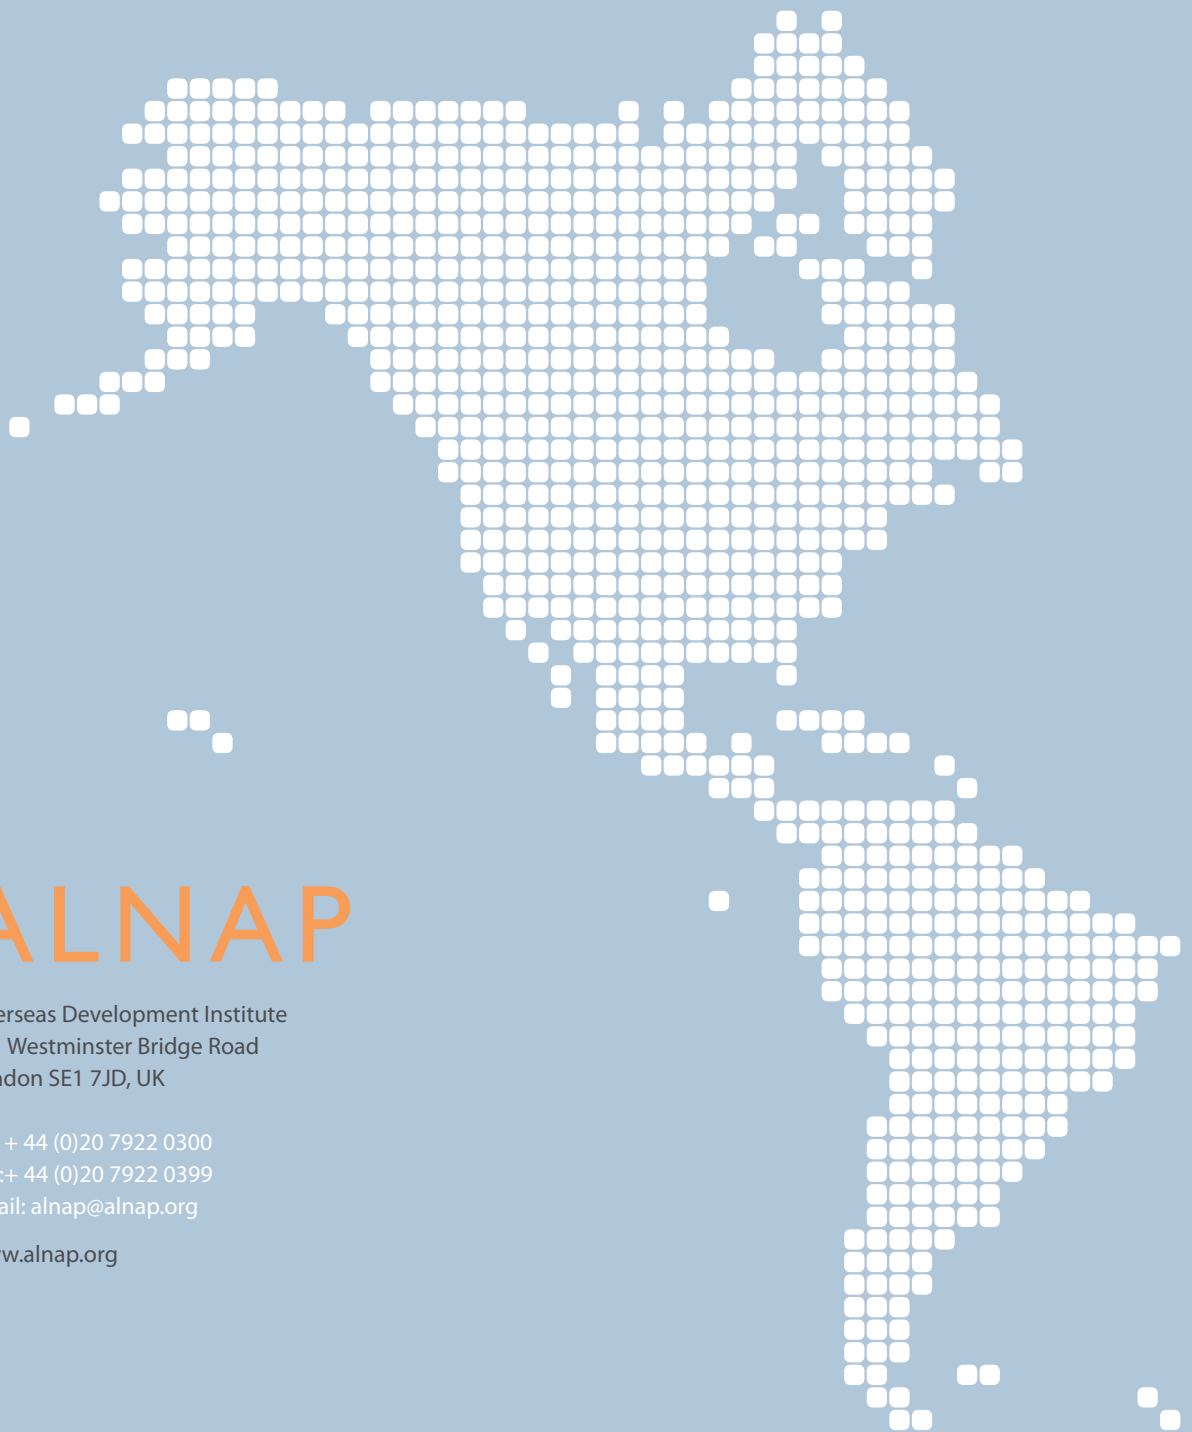 ALNAP
erseas Development Institute
Westminster Bridge Road
don SE1 7JD, UK
+ 44 (0)20 7922 0300
:+ 44 (0)20 7922 0399
ail: alnap@alnap.org
w.alnap.org